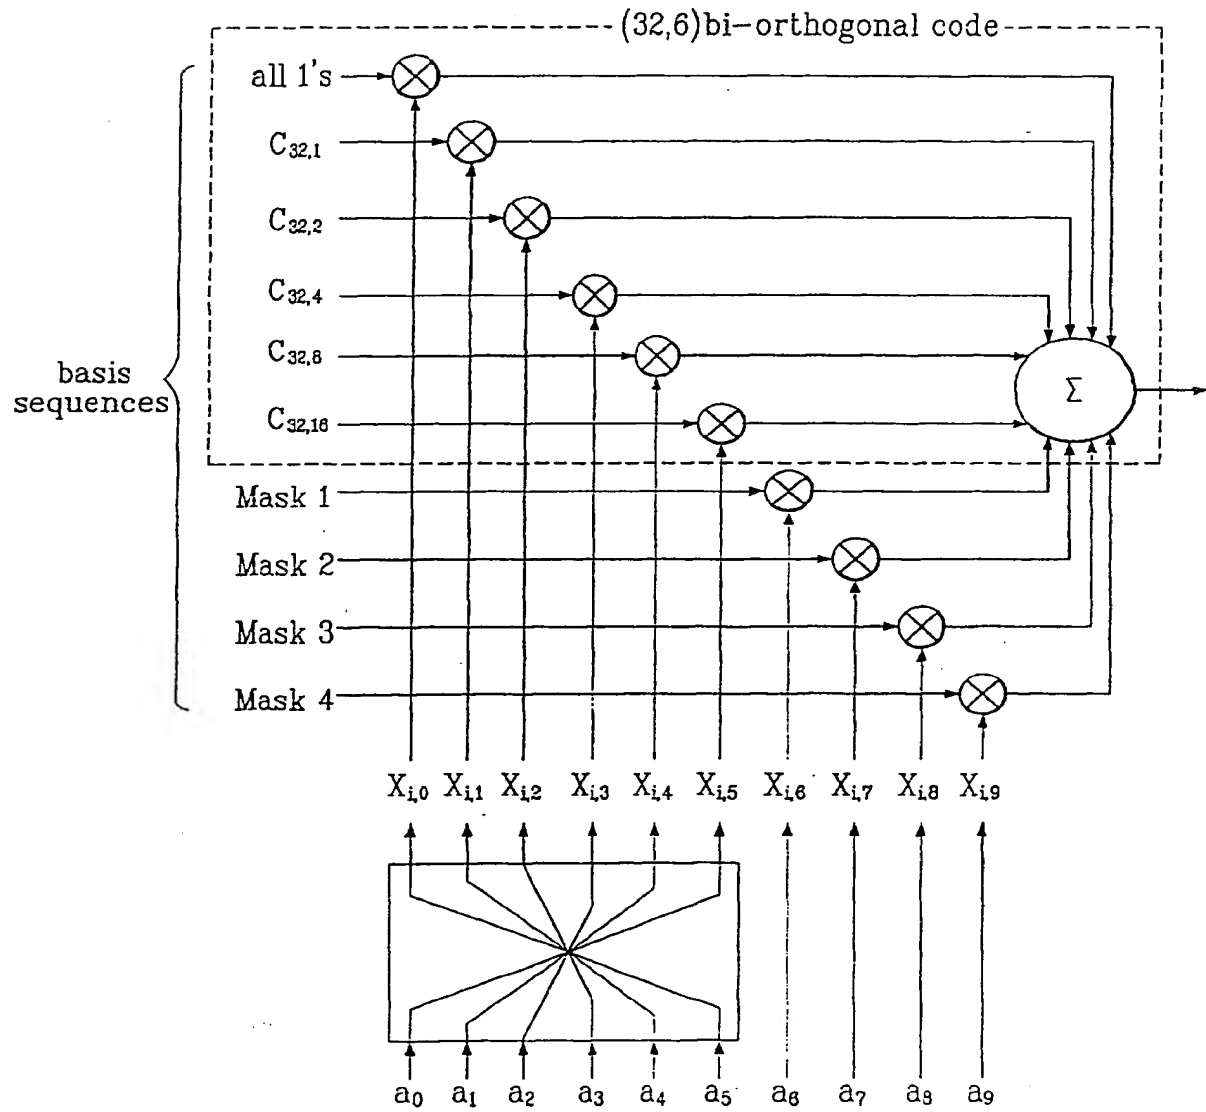 (32,6)bi-orthogonal code
all 1's
C32,1
C32,2
C32,4
C32,8
C32,16
basis
sequences
Σ
Mask 1
Mask 2
Mask 3
Mask 4
Xi,0 Xi,1 Xi,2 Xi,3 Xi,4 Xi,5 Xi,6 Xi,7 Xi,8 Xi,9
a0 a1 a2 a3 a4 a5 a6 a7 a8 a9